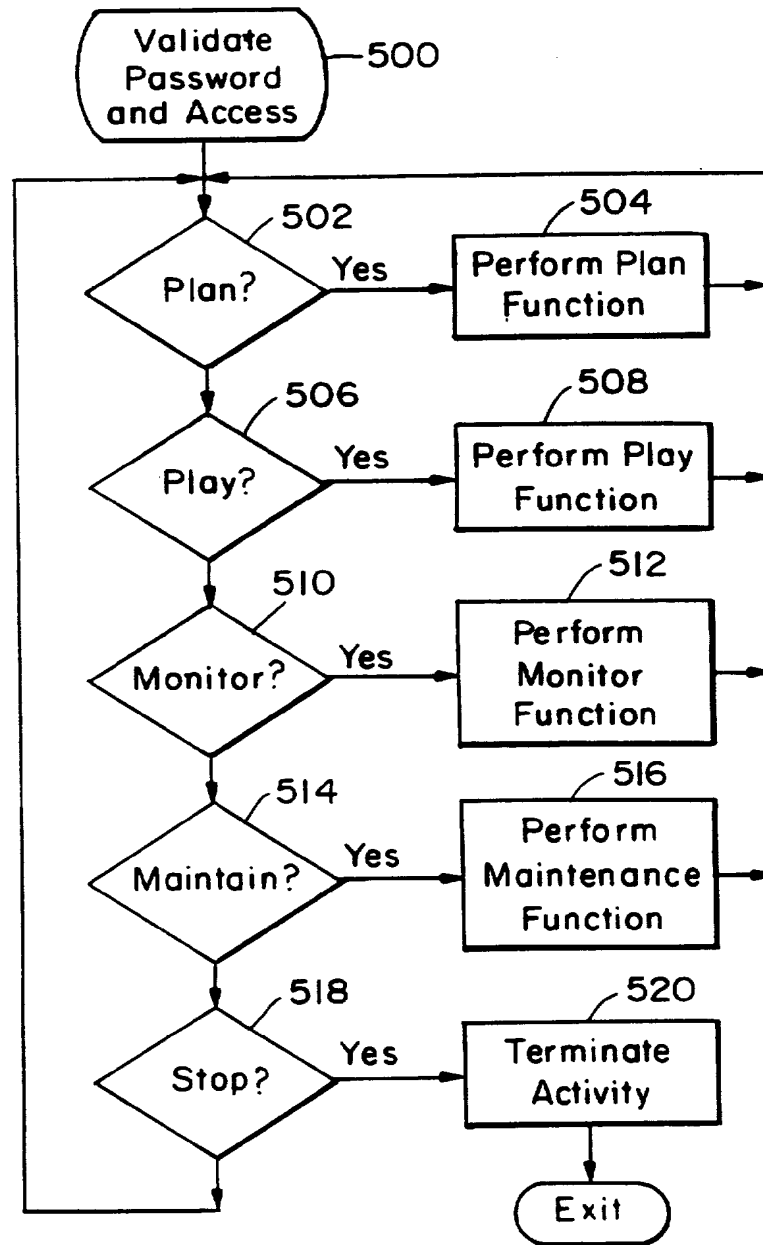 Validate
Password
and Access
500
502
504
Plan?
Yes
Perform Plan
Function
506
508
Play?
Yes
Perform Play
Function
510
512
Monitor?
Yes
Perform
Monitor
Function
514
516
Maintain?
Yes
Perform
Maintenance
Function
518
520
Stop?
Yes
Terminate
Activity
Exit